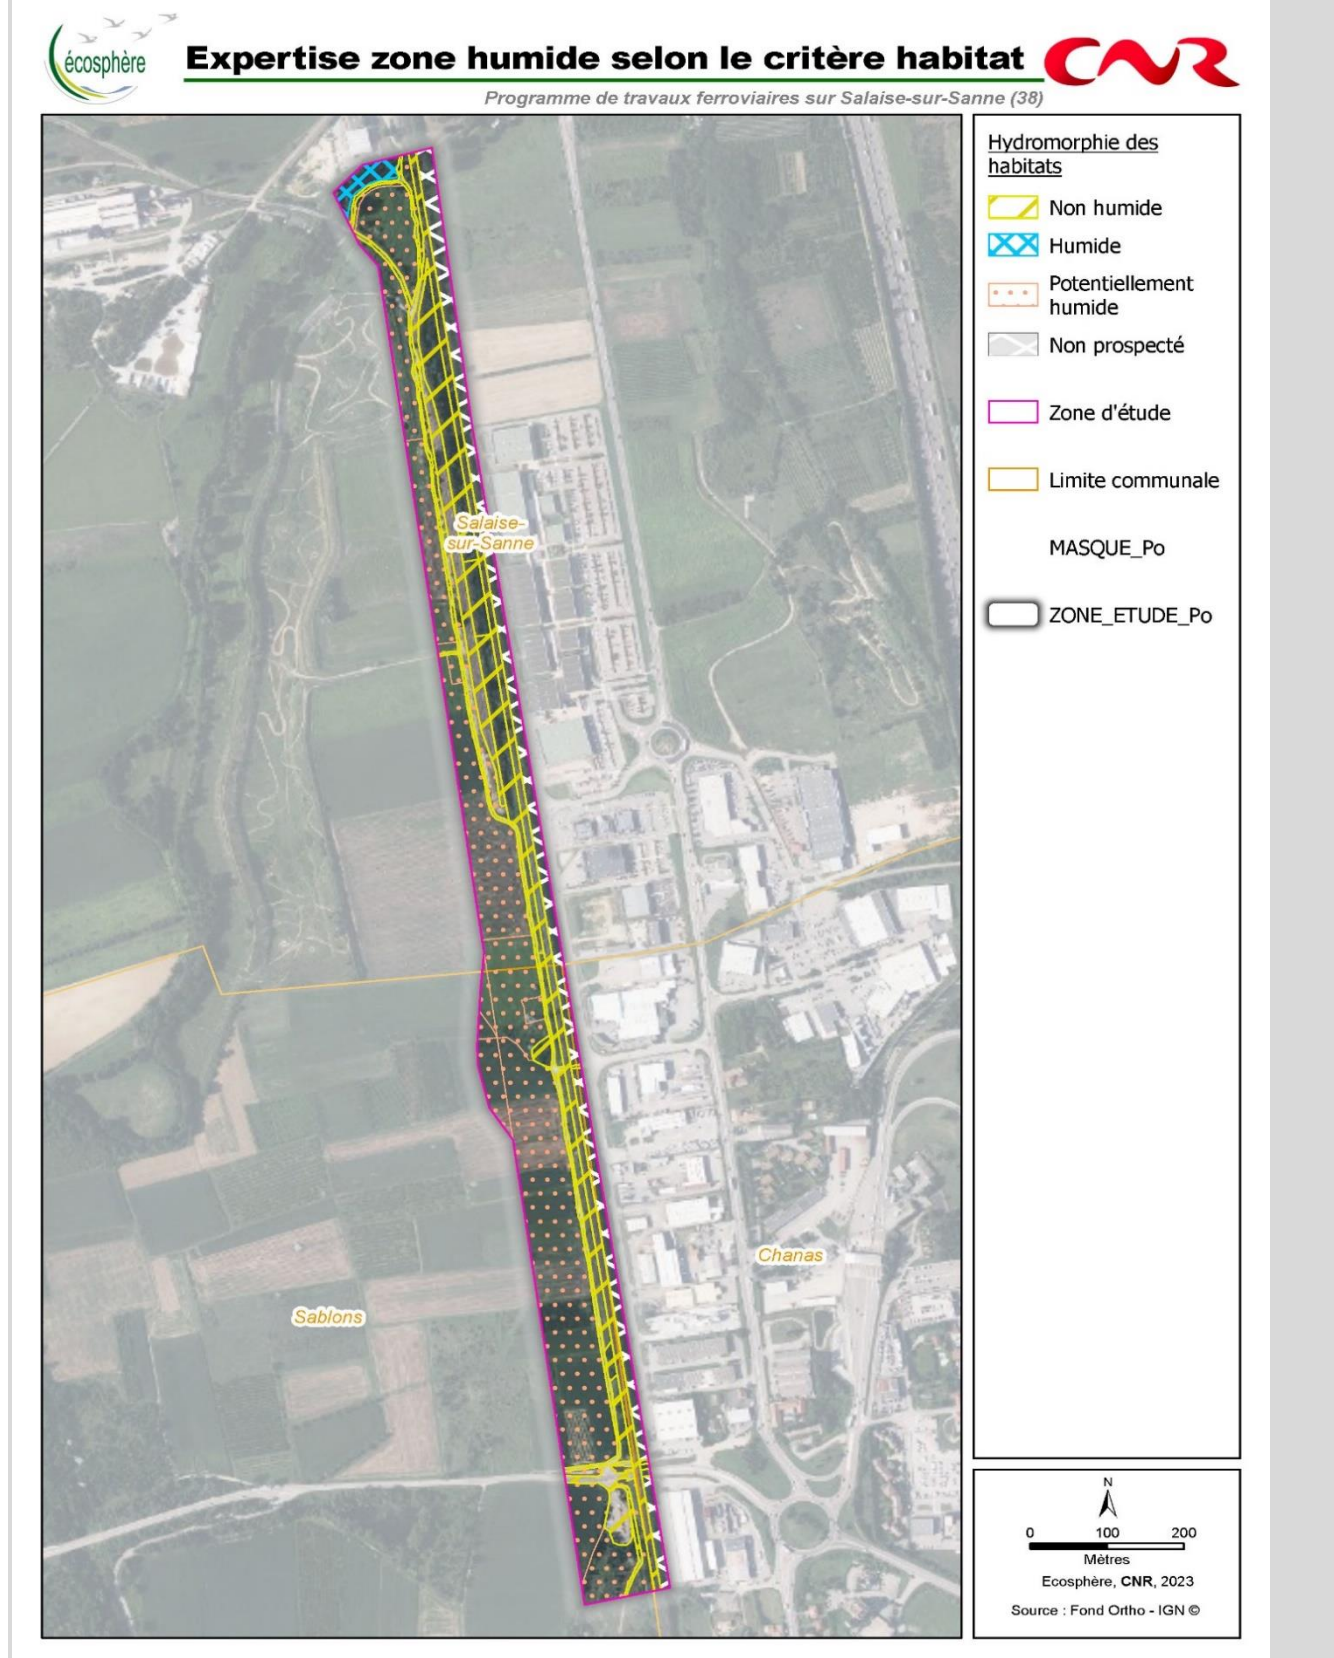 écosphère
Expertise zone humide selon le critère habitat
CNR
Programme de travaux ferroviaires sur Salaise-sur-Sanne (38)
Hydromorphie des
habitats
Non humide
Humide
Potentiellement
humide
Non prospecté
Zone d'étude
Limite communale
MASQUE_Po
ZONE_ETUDE_Po
Salaise-
sur-Sanne
Chanas
Sablons
N
0 100 200
Mètres
Ecosphère, CNR, 2023
Source : Fond Ortho - IGN ©